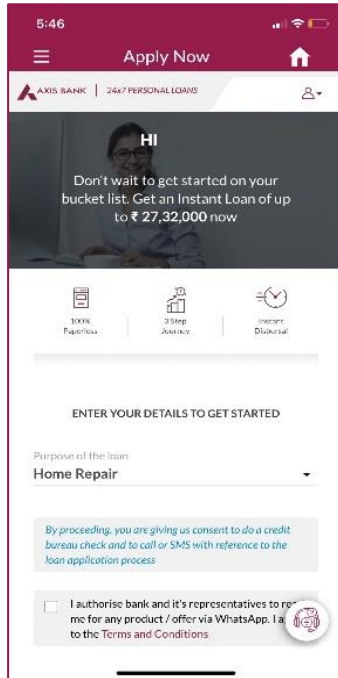 5:46
Apply Now
AXIS BANK | 24x7 PERSONAL LOANS
HI
Don't wait to get started on your
bucket list. Get an Instant Loan of up
to ₹ 27,32,000 now
100%
Paperless
3 Step
Journey
Instant
Disbursal
ENTER YOUR DETAILS TO GET STARTED
Purpose of the loan
Home Repair
By proceeding, you are giving us consent to do a credit
bureau check and to call or SMS with reference to the
loan application process
I authorise bank and it's representatives to
me for any product / offer via WhatsApp. I
to the Terms and Conditions